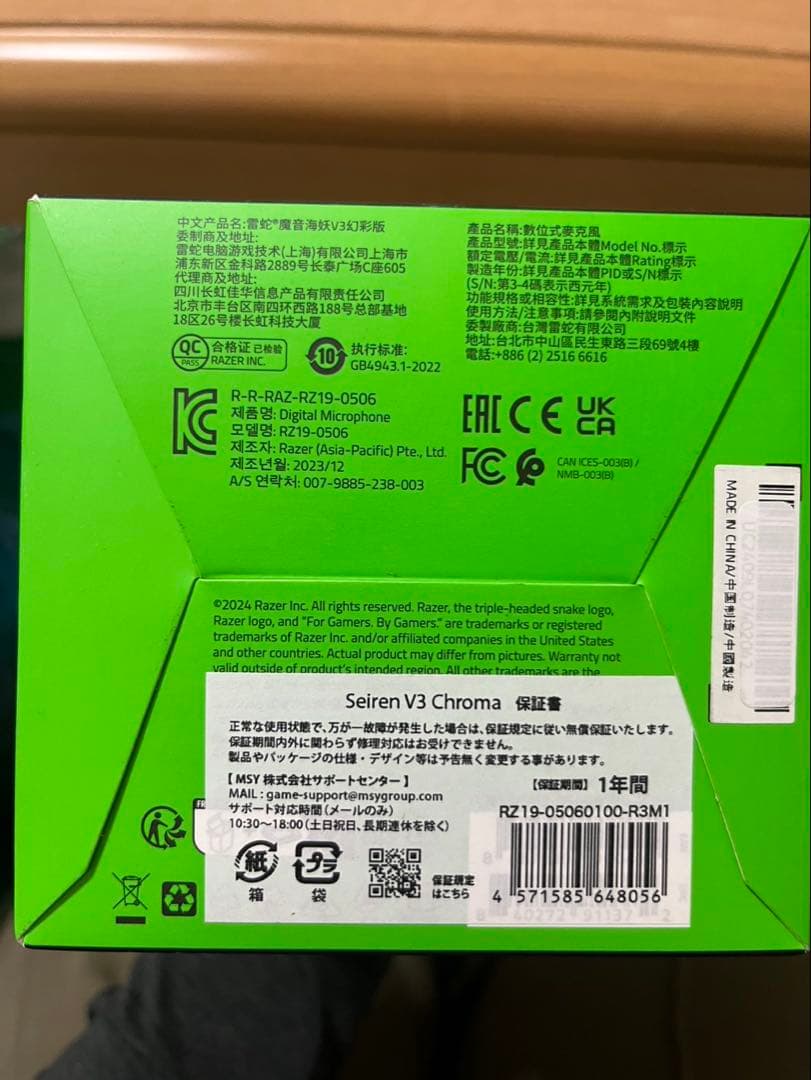 中文产品名:雷蛇®魔音海妖V3幻彩版
委制商及地址:
雷蛇电脑游戏技术(上海)有限公司上海市
浦东新区金科路2889号长泰广场C座605
代理商及地址:
四川长虹佳华信息产品有限责任公司
北京市丰台区南四环西路188号总部基地
18区26号楼长虹科技大厦
QC PASS 合格证 已检验
RAZER INC.
10
执行标准:
GB4943.1-2022
產品名稱:數位式麥克風
產品型號:詳見產品本體Model No.標示
額定電壓/電流:詳見產品本體Rating標示
製造年份:詳見產品本體PID或S/N標示
(S/N:第3-4碼表示西元年)
功能規格或相容性:詳見系統需求及包裝內容說明
使用方法/注意事項:請參閱內附說明文件
委製廠商:台灣雷蛇有限公司
地址:台北市中山區民生東路三段69號4樓
電話:+886 (2) 2516 6616
R-R-RAZ-RZ19-0506
제품명: Digital Microphone
모델명: RZ19-0506
제조자: Razer (Asia-Pacific) Pte., Ltd.
제조년월: 2023/12
A/S 연락처: 007-9885-238-003
EAC CE UK
CA
FC
CAN ICES-003(B) /
NMB-003(B)
MADE IN CHINA/中国制造/中國製造
©2024 Razer Inc. All rights reserved. Razer, the triple-headed snake logo,
Razer logo, and "For Gamers. By Gamers." are trademarks or registered
trademarks of Razer Inc. and/or affiliated companies in the United States
and other countries. Actual product may differ from pictures. Warranty not
valid outside of product's intended region. All other trademarks are the
Seiren V3 Chroma 保証書
正常な使用状態で、万が一故障が発生した場合は、保証規定に従い無償保証いたします。
保証期間内外に関わらず修理対応はお受けできません。
製品やパッケージの仕様・デザイン等は予告無く変更する事があります。
【 MSY 株式会社サポートセンター 】
MAIL : game-support@msygroup.com
サポート対応時間(メールのみ)
10:30～18:00(土日祝日、長期連休を除く)
【保証期間】 1年間
RZ19-05060100-R3M1
FR
紙
箱
プラ
袋
保証規定
はこちら
4 571585 648056
8 40272 91137 2